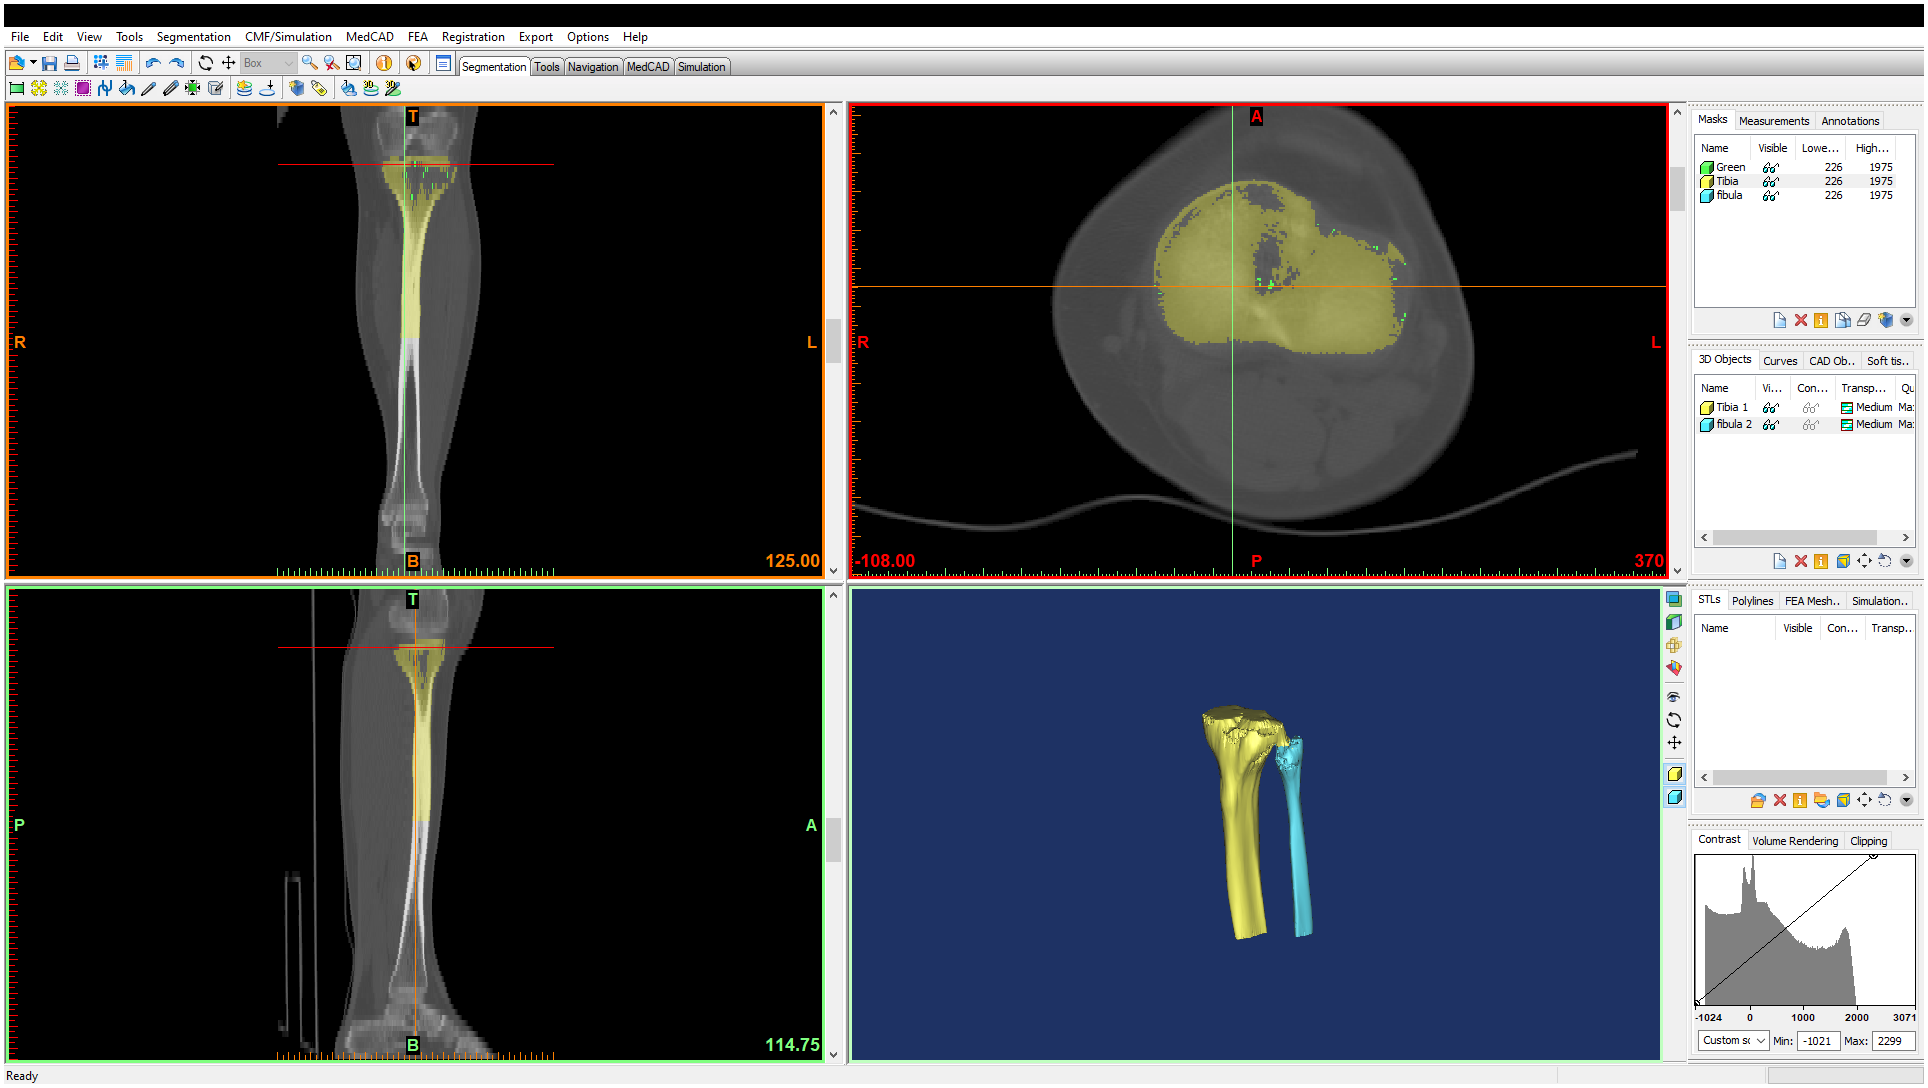 File Edit View Tools Segmentation CMF/Simulation MedCAD FEA Registration Export Options Help
Box
Segmentation Tools Navigation MedCAD Simulation
T
R
L
B
125.00
A
R
L
-108.00
P
370
T
P
A
B
114.75
Masks Measurements Annotations
Name Visible Lowe... High...
Green 226 1975
Tibia 226 1975
fibula 226 1975
3D Objects Curves CAD Ob.. Soft tis..
Name Vi... Con... Transp... Qu
Tibia 1 Medium Ma:
fibula 2 Medium Ma:
STLs Polylines FEA Mesh.. Simulation..
Name Visible Con... Transp...
Contrast Volume Rendering Clipping
-1024 0 1000 2000 3071
Custom sc Min: -1021 Max: 2299
Ready